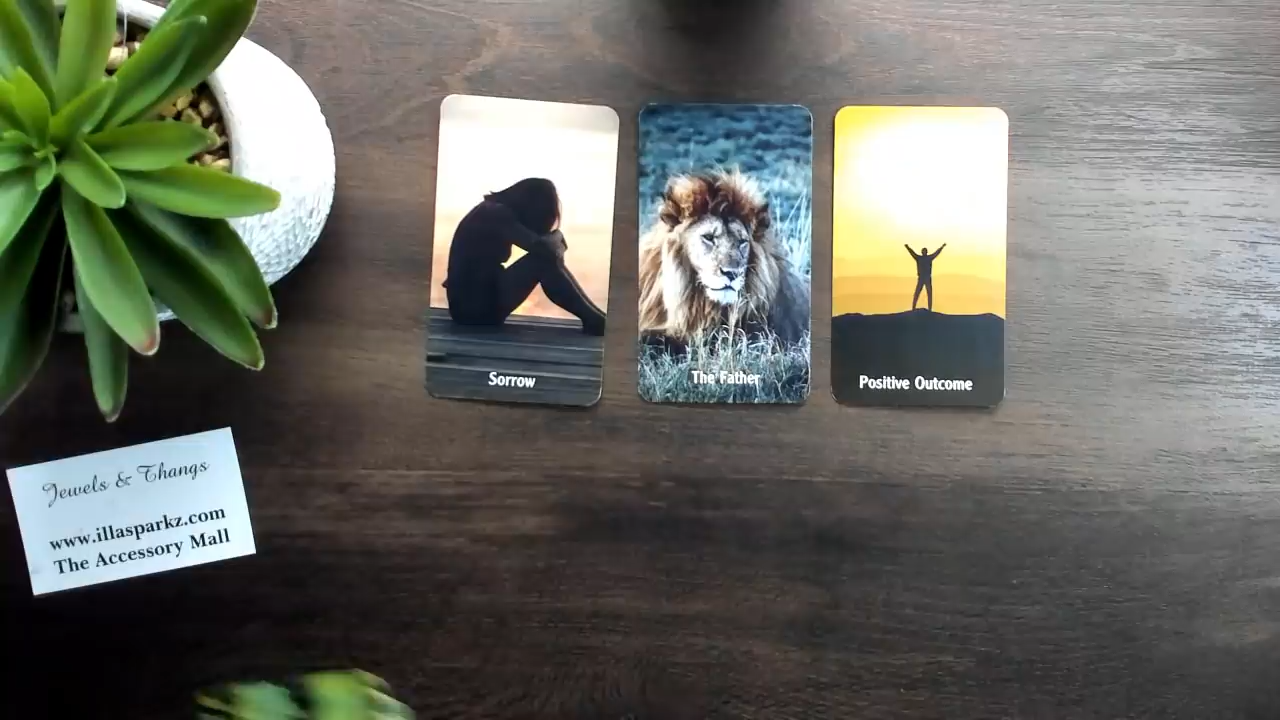 Sorrow
The Father
Positive Outcome
Jewels & Thangs
www.illasparkz.com
The Accessory Mall